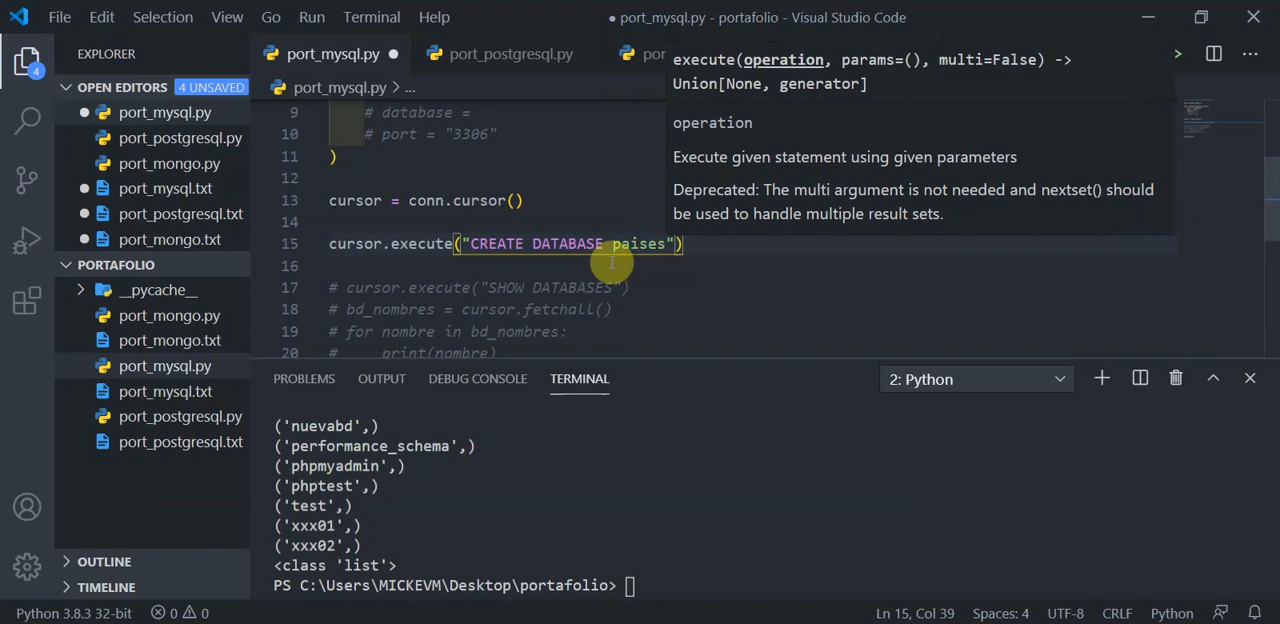 File Edit Selection View Go Run Terminal Help
● port_mysql.py - portafolio - Visual Studio Code
EXPLORER
OPEN EDITORS 4 UNSAVED
port_mysql.py
port_postgresql.py
port_mongo.py
port_mysql.txt
port_postgresql.txt
port_mongo.txt
PORTAFOLIO
__pycache__
port_mongo.py
port_mongo.txt
port_mysql.py
port_mysql.txt
port_postgresql.py
port_postgresql.txt
OUTLINE
TIMELINE
4
port_mysql.py ● port_postgresql.py por
port_mysql.py > ...
9 # database =
10 # port = "3306"
11 )
12
13 cursor = conn.cursor()
14
15 cursor.execute("CREATE DATABASE paises")
16
17 # cursor.execute("SHOW DATABASES")
18 # bd_nombres = cursor.fetchall()
19 # for nombre in bd_nombres:
20 #     print(nombre)
execute(operation, params=(), multi=False) ->
Union[None, generator]
operation
Execute given statement using given parameters
Deprecated: The multi argument is not needed and nextset() should
be used to handle multiple result sets.
PROBLEMS OUTPUT DEBUG CONSOLE TERMINAL
2: Python
('nuevabd',)
('performance_schema',)
('phpmyadmin',)
('phptest',)
('test',)
('xxx01',)
('xxx02',)
<class 'list'>
PS C:\Users\MICKEVM\Desktop\portafolio>
Python 3.8.3 32-bit 0 0
Ln 15, Col 39 Spaces: 4 UTF-8 CRLF Python